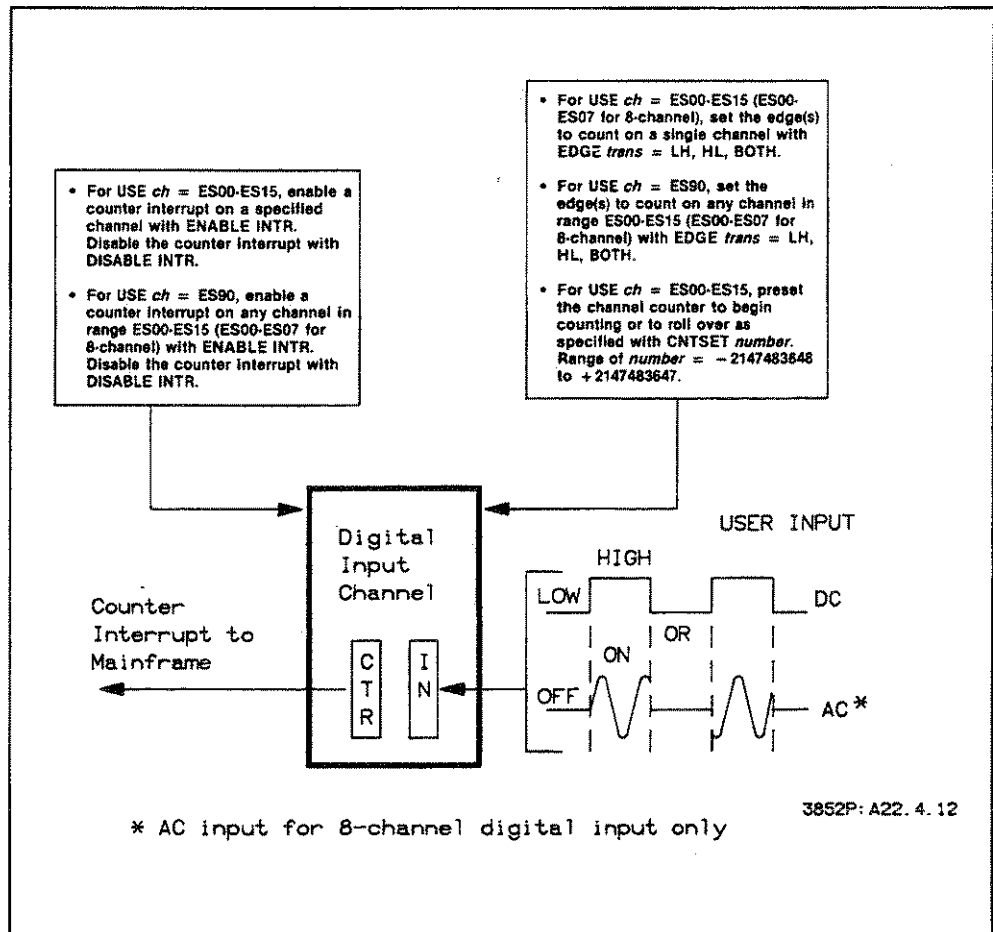 • For USE ch = ES00-ES15, enable a
counter interrupt on a specified
channel with ENABLE INTR.
Disable the counter interrupt with
DISABLE INTR.
• For USE ch = ES90, enable a
counter interrupt on any channel in
range ES00-ES15 (ES00-ES07 for
8-channel) with ENABLE INTR.
Disable the counter interrupt with
DISABLE INTR.
• For USE ch = ES00-ES15 (ES00-
ES07 for 8-channel), set the edge(s)
to count on a single channel with
EDGE trans = LH, HL, BOTH.
• For USE ch = ES90, set the
edge(s) to count on any channel in
range ES00-ES15 (ES00-ES07 for
8-channel) with EDGE trans = LH,
HL, BOTH.
• For USE ch = ES00-ES15, preset
the channel counter to begin
counting or to roll over as
specified with CNTSET number.
Range of number = - 2147483648
to + 2147483647.
Digital
Input
Channel
CTR
IN
Counter
Interrupt to
Mainframe
USER INPUT
HIGH
LOW
DC
OR
ON
OFF
AC*
3852P:A22.4.12
* AC input for 8-channel digital input only